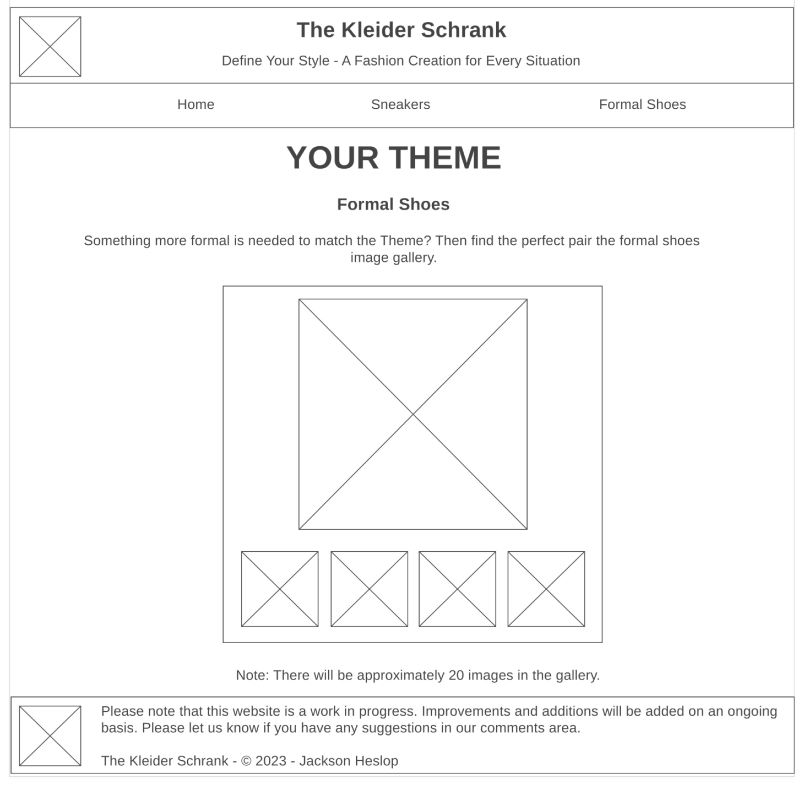 The Kleider Schrank
Define Your Style - A Fashion Creation for Every Situation
Home Sneakers Formal Shoes
YOUR THEME
Formal Shoes
Something more formal is needed to match the Theme? Then find the perfect pair the formal shoes
image gallery.
Note: There will be approximately 20 images in the gallery.
Please note that this website is a work in progress. Improvements and additions will be added on an ongoing
basis. Please let us know if you have any suggestions in our comments area.
The Kleider Schrank - © 2023 - Jackson Heslop